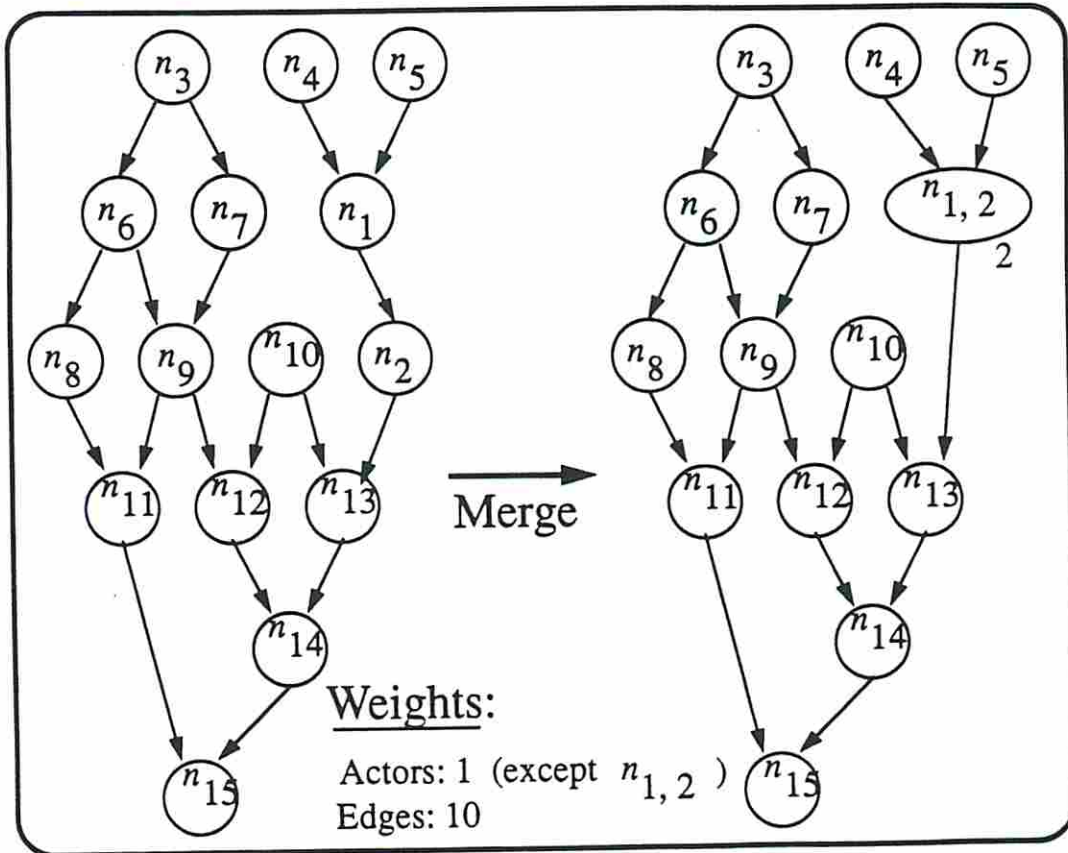 n3 n4 n5 n3 n4 n5
n6 n7 n1 n6 n7 n1, 2
2
n8 n9 n10 n2 n8 n9 n10
n11 n12 n13 n11 n12 n13
Merge
n14 n14
Weights:
Actors: 1 (except n1, 2 )
Edges: 10
n15 n15